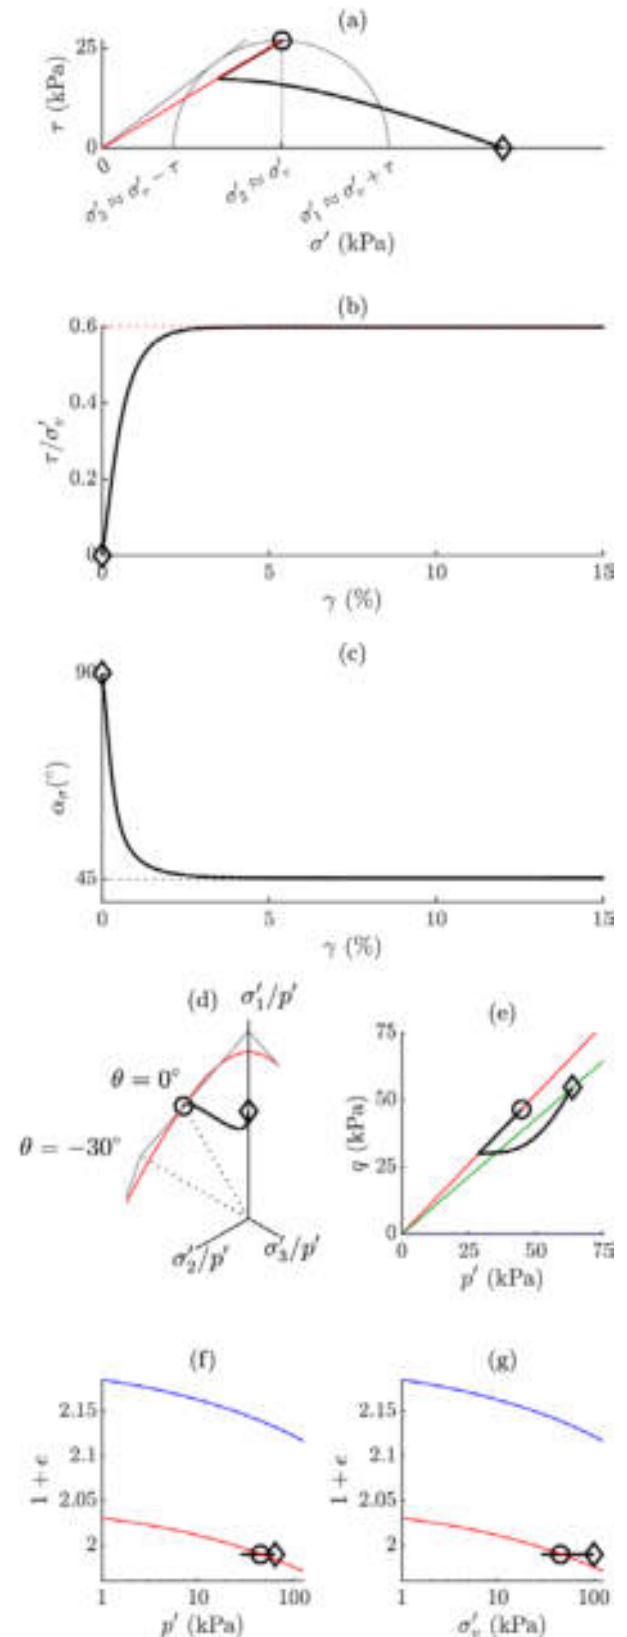 (a)
25
τ (kPa)
0
0
σ′₃ ≈ σ′ᵥ − τ
σ′₂ ≈ σ′ᵥ
σ′₁ ≈ σ′ᵥ + τ
σ′ (kPa)
(b)
0.6
0.4
τ/σ′ᵥ
0.2
0
0 5 10 15
γ (%)
(c)
90
α_σ(°)
45
0 5 10 15
γ (%)
(d) σ′₁/p′
θ = 0°
θ = −30°
σ′₂/p′ σ′₃/p′
(e)
75
50
q (kPa)
25
0
0 25 50 75
p′ (kPa)
(f)
2.15
2.1
1 + e
2.05
2
1 10 100
p′ (kPa)
(g)
2.15
2.1
1 + e
2.05
2
1 10 100
σ′ᵥ (kPa)